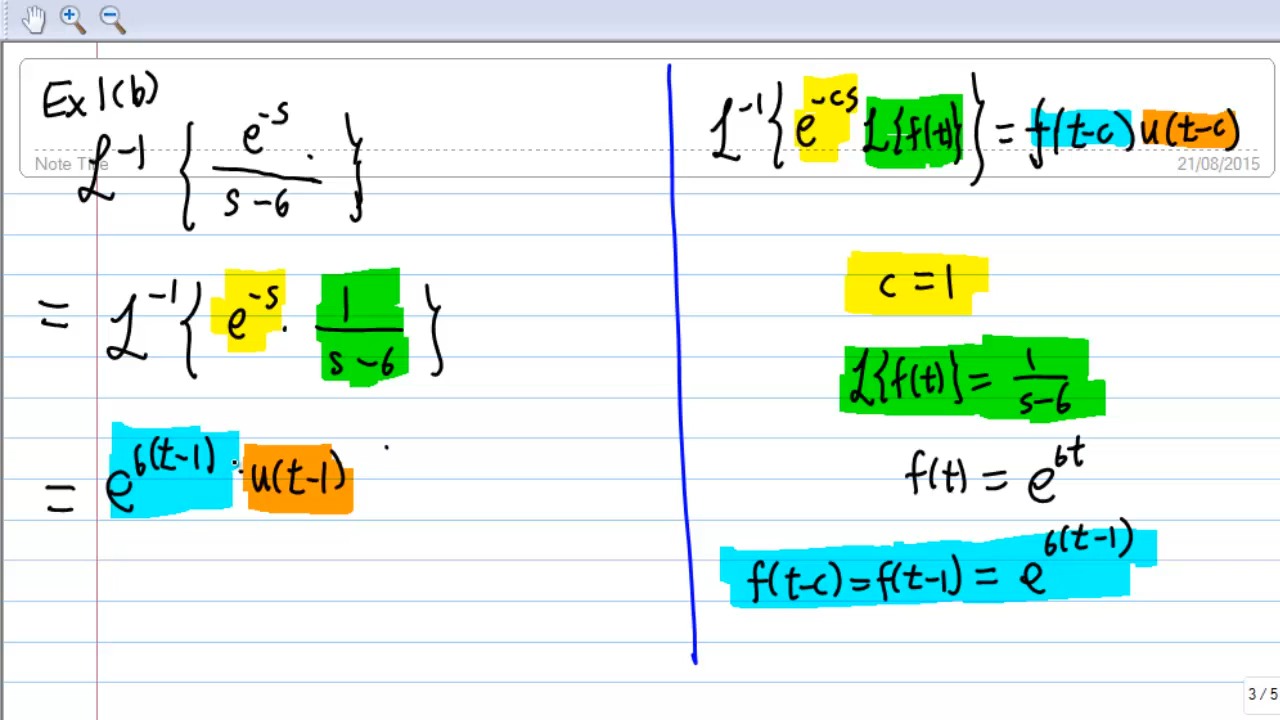 Ex 1(b)
ℒ⁻¹ { e⁻ˢ / (s − 6) }
Note Title
= ℒ⁻¹ { e⁻ˢ · 1 / (s − 6) }
= e^{6(t−1)} · u(t−1)
ℒ⁻¹ { e^{−cs} ℒ{f(t)} } = f(t−c) u(t−c)
21/08/2015
c = 1
ℒ{f(t)} = 1 / (s−6)
f(t) = e^{6t}
f(t−c) = f(t−1) = e^{6(t−1)}
3 / 5